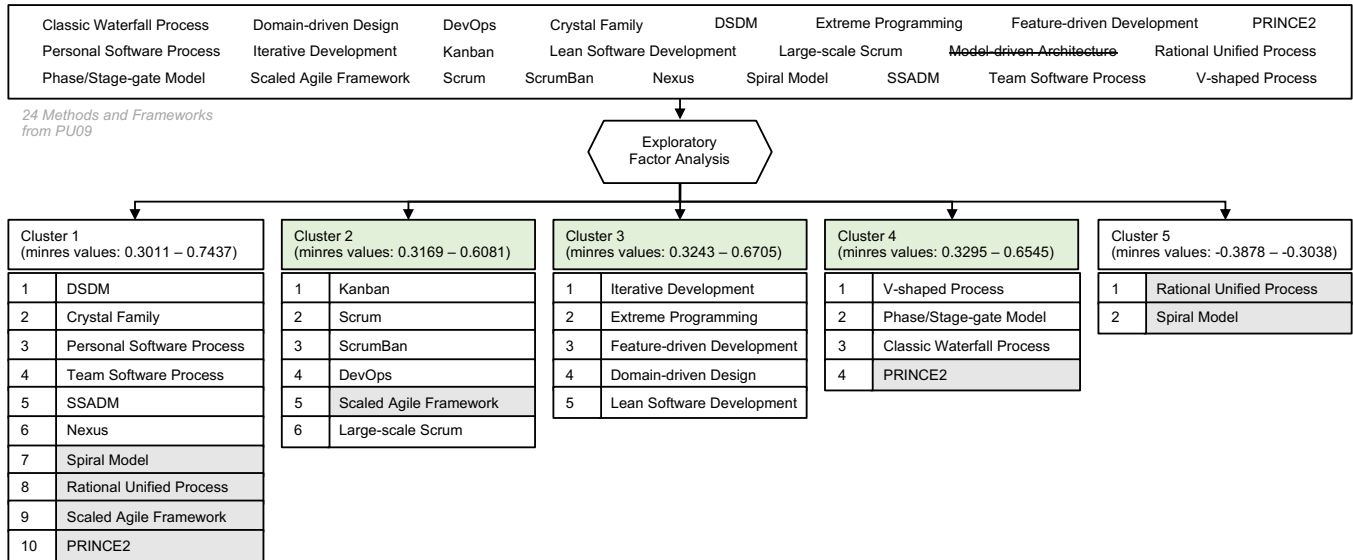 Classic Waterfall Process Domain-driven Design DevOps Crystal Family DSDM Extreme Programming Feature-driven Development PRINCE2
Personal Software Process Iterative Development Kanban Lean Software Development Large-scale Scrum Model-driven Architecture Rational Unified Process
Phase/Stage-gate Model Scaled Agile Framework Scrum ScrumBan Nexus Spiral Model SSADM Team Software Process V-shaped Process
24 Methods and Frameworks
from PU09
Exploratory
Factor Analysis
Cluster 1
(minres values: 0.3011 – 0.7437)
1 DSDM
2 Crystal Family
3 Personal Software Process
4 Team Software Process
5 SSADM
6 Nexus
7 Spiral Model
8 Rational Unified Process
9 Scaled Agile Framework
10 PRINCE2
Cluster 2
(minres values: 0.3169 – 0.6081)
1 Kanban
2 Scrum
3 ScrumBan
4 DevOps
5 Scaled Agile Framework
6 Large-scale Scrum
Cluster 3
(minres values: 0.3243 – 0.6705)
1 Iterative Development
2 Extreme Programming
3 Feature-driven Development
4 Domain-driven Design
5 Lean Software Development
Cluster 4
(minres values: 0.3295 – 0.6545)
1 V-shaped Process
2 Phase/Stage-gate Model
3 Classic Waterfall Process
4 PRINCE2
Cluster 5
(minres values: -0.3878 – -0.3038)
1 Rational Unified Process
2 Spiral Model